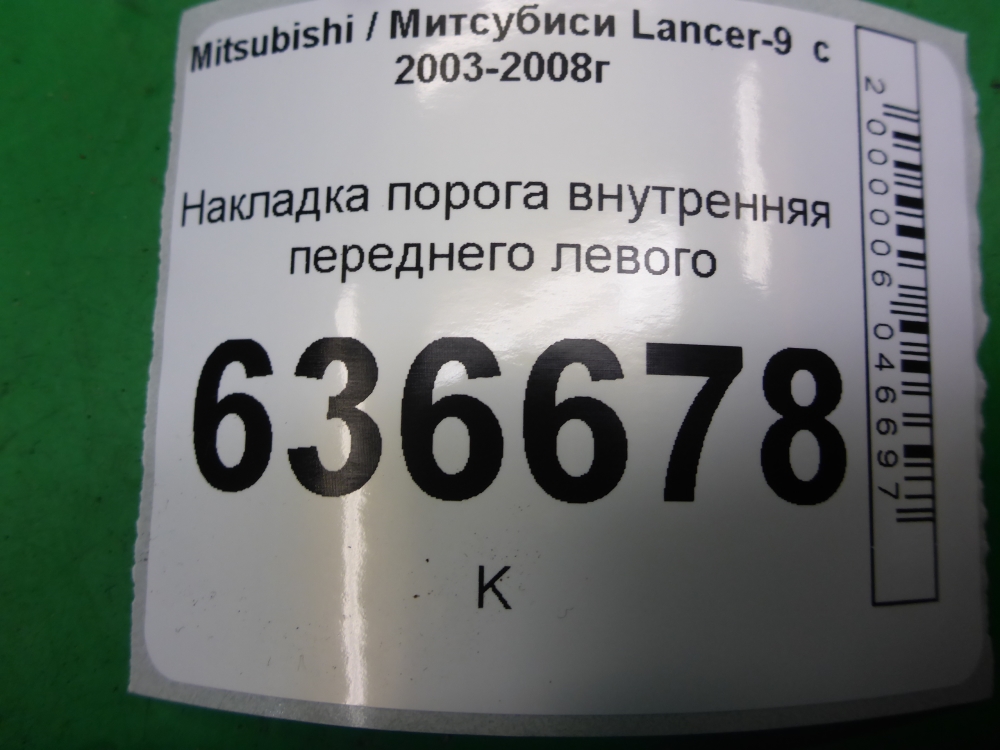 Mitsubishi / Митсубиси Lancer-9 с
2003-2008г
Накладка порога внутренняя
переднего левого
636678
К
2000006046697